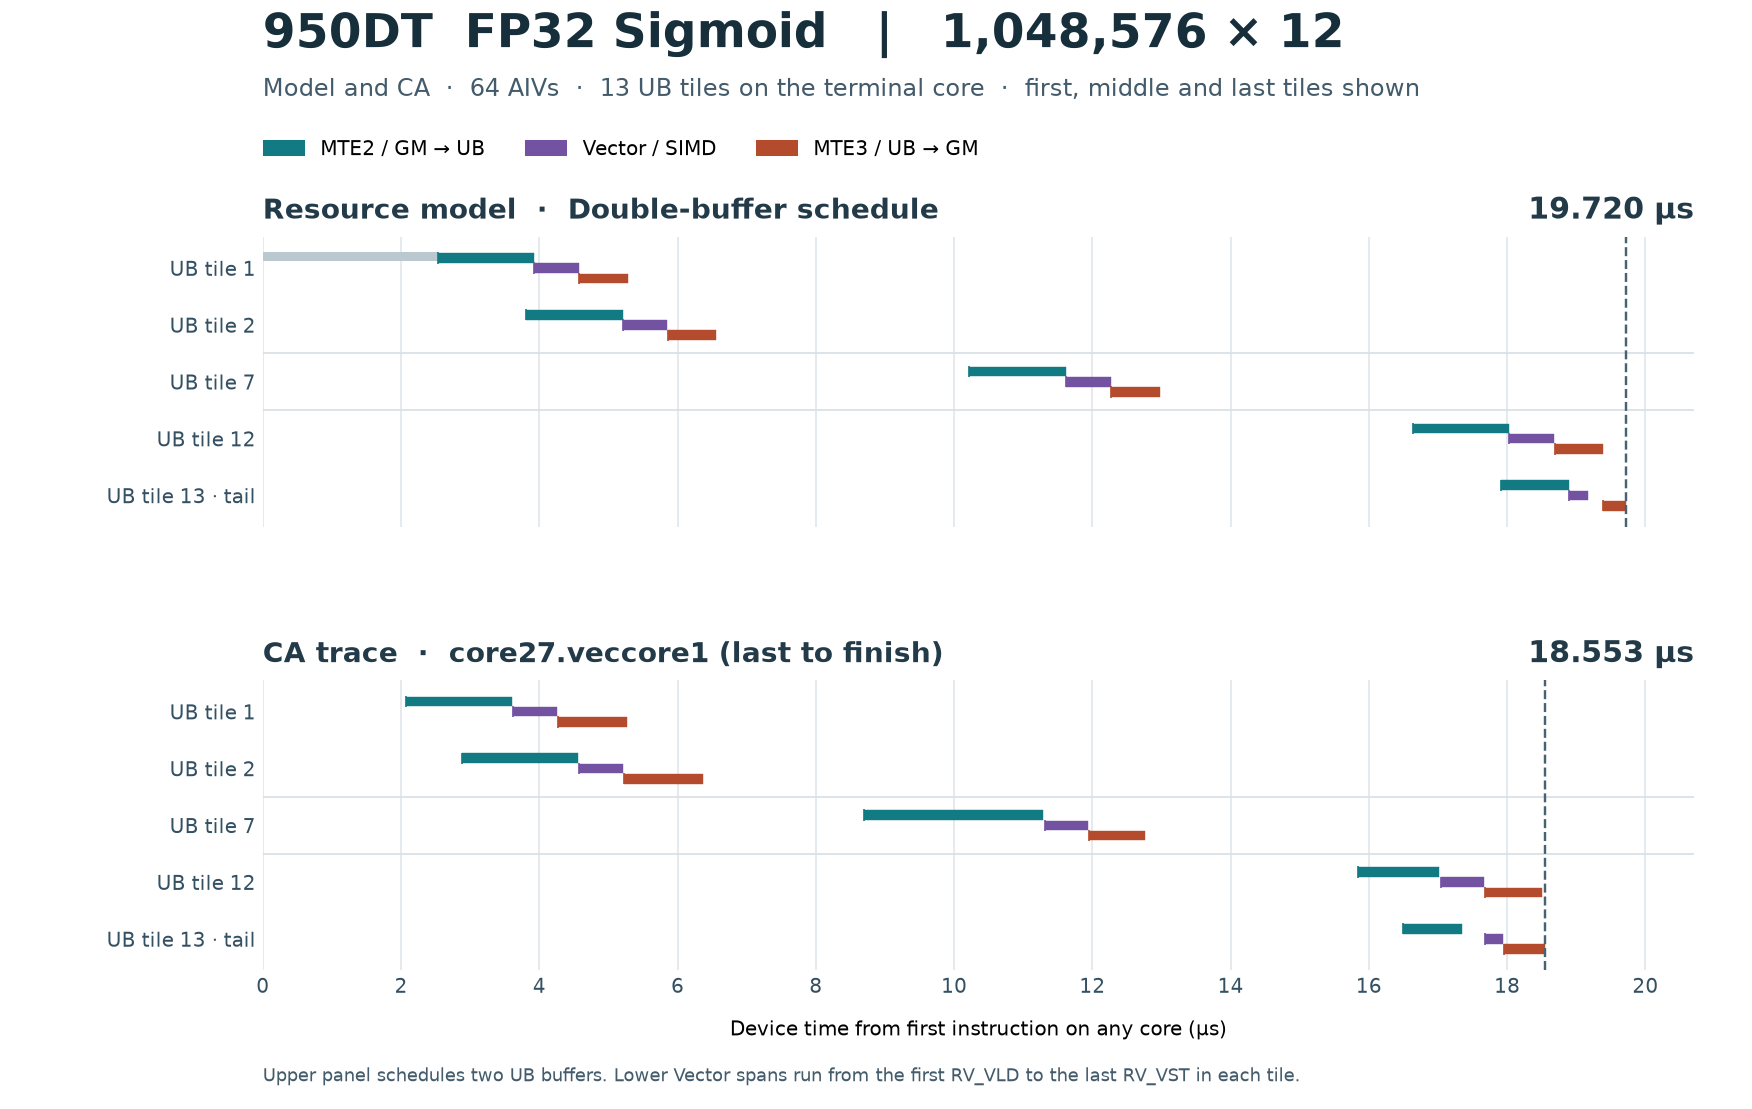 950DT FP32 Sigmoid | 1,048,576 × 12
Model and CA · 64 AIVs · 13 UB tiles on the terminal core · first, middle and last tiles shown
MTE2 / GM → UB Vector / SIMD MTE3 / UB → GM
Resource model · Double-buffer schedule 19.720 µs
UB tile 1
UB tile 2
UB tile 7
UB tile 12
UB tile 13 · tail
CA trace · core27.veccore1 (last to finish) 18.553 µs
UB tile 1
UB tile 2
UB tile 7
UB tile 12
UB tile 13 · tail
0 2 4 6 8 10 12 14 16 18 20
Device time from first instruction on any core (µs)
Upper panel schedules two UB buffers. Lower Vector spans run from the first RV_VLD to the last RV_VST in each tile.